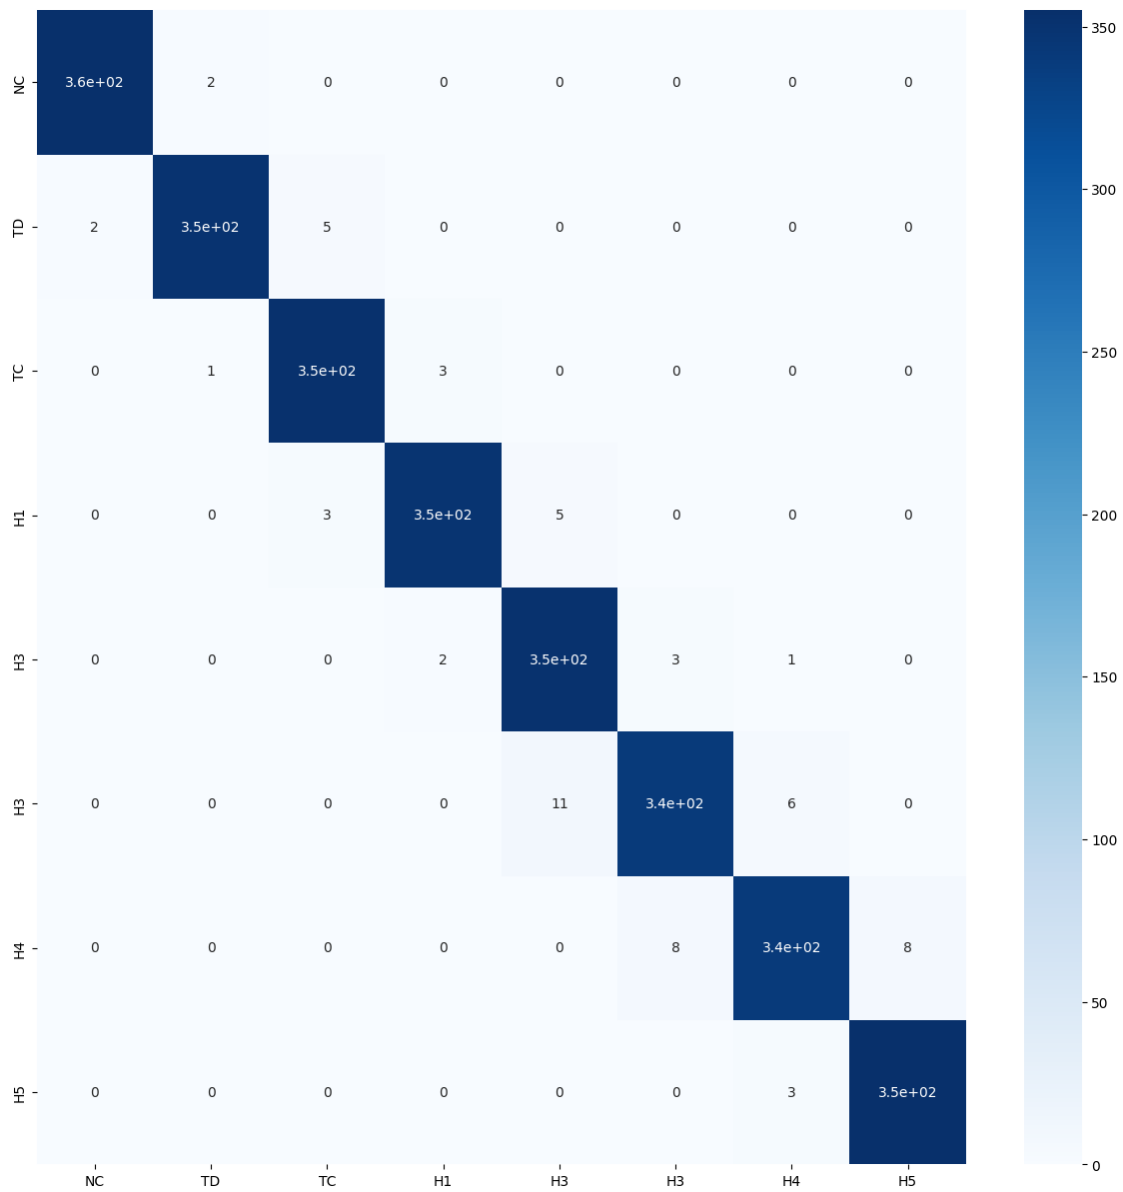 NC 3.6e+02 2 0 0 0 0 0 0
TD 2 3.5e+02 5 0 0 0 0 0
TC 0 1 3.5e+02 3 0 0 0 0
H1 0 0 3 3.5e+02 5 0 0 0
H3 0 0 0 2 3.5e+02 3 1 0
H3 0 0 0 0 11 3.4e+02 6 0
H4 0 0 0 0 0 8 3.4e+02 8
H5 0 0 0 0 0 0 3 3.5e+02
NC TD TC H1 H3 H3 H4 H5
350
300
250
200
150
100
50
0